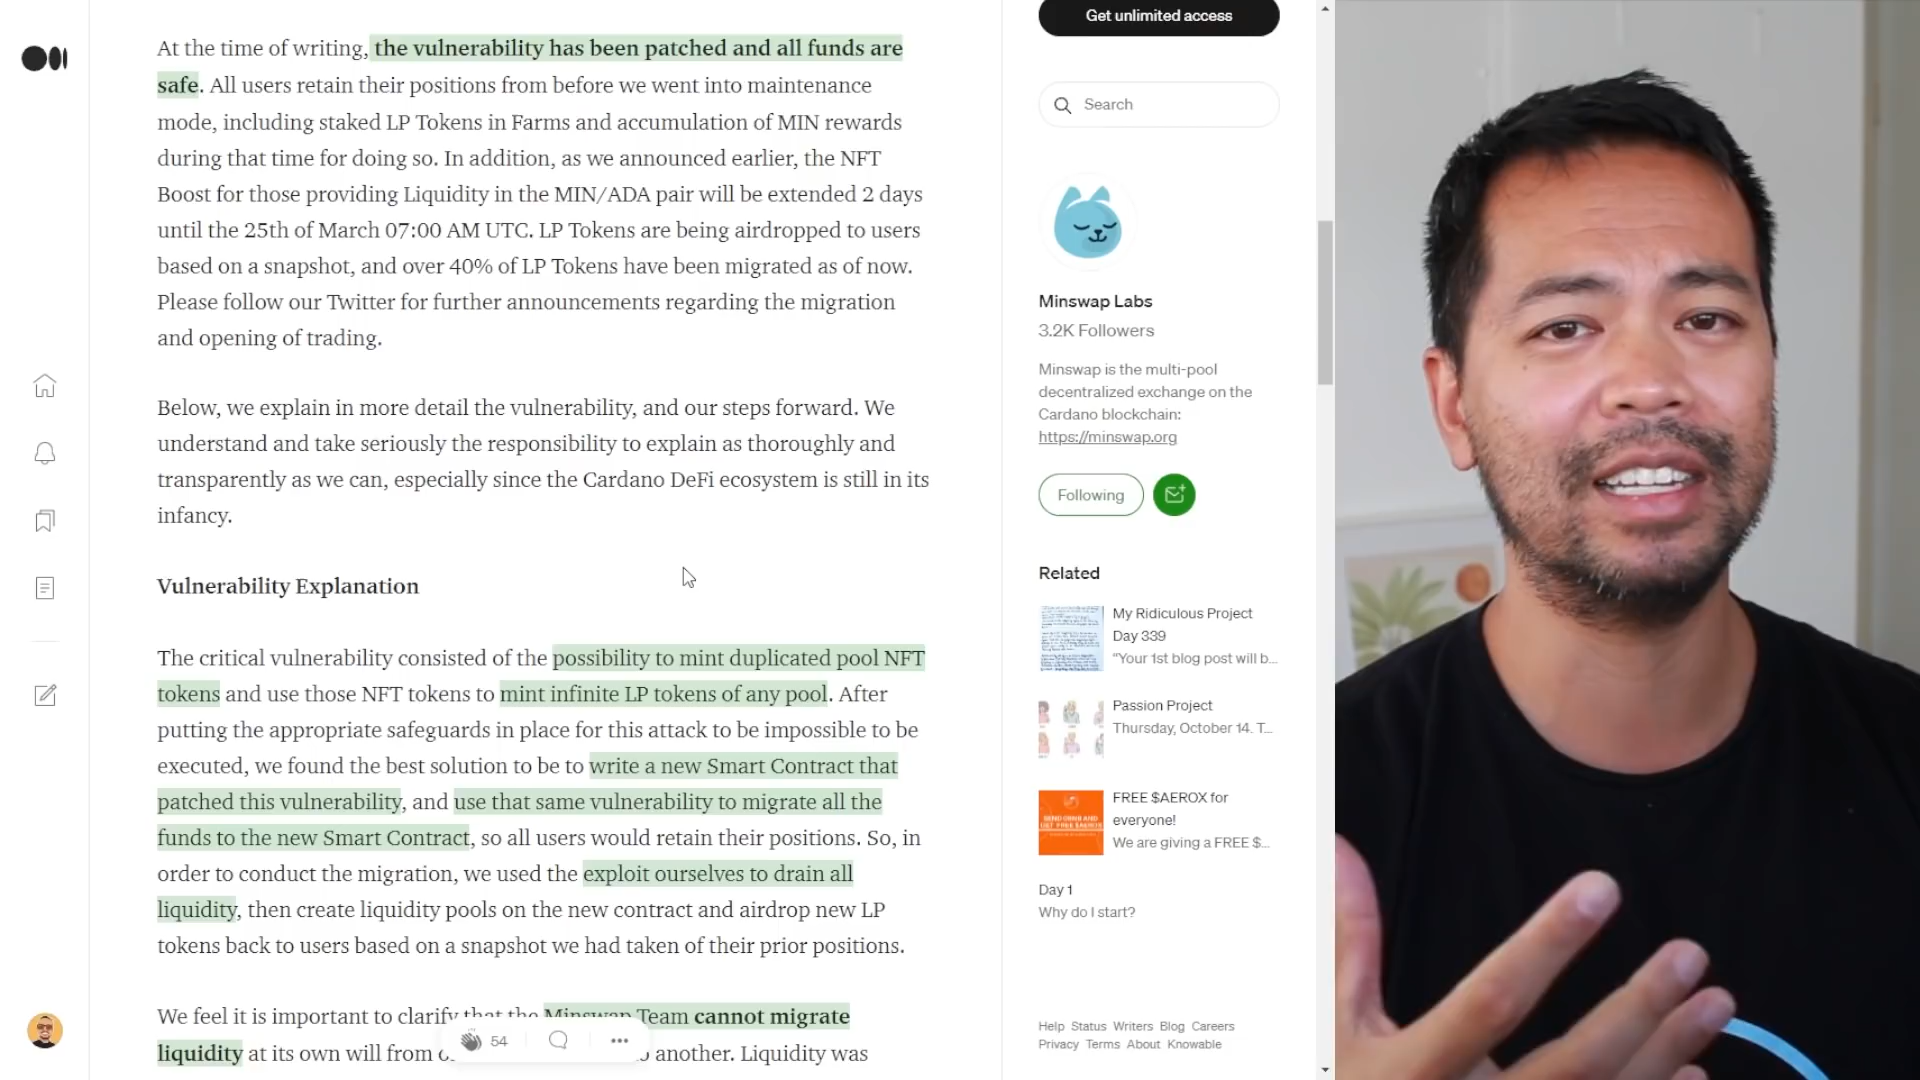 At the time of writing, the vulnerability has been patched and all funds are
safe. All users retain their positions from before we went into maintenance
mode, including staked LP Tokens in Farms and accumulation of MIN rewards
during that time for doing so. In addition, as we announced earlier, the NFT
Boost for those providing Liquidity in the MIN/ADA pair will be extended 2 days
until the 25th of March 07:00 AM UTC. LP Tokens are being airdropped to users
based on a snapshot, and over 40% of LP Tokens have been migrated as of now.
Please follow our Twitter for further announcements regarding the migration
and opening of trading.
Below, we explain in more detail the vulnerability, and our steps forward. We
understand and take seriously the responsibility to explain as thoroughly and
transparently as we can, especially since the Cardano DeFi ecosystem is still in its
infancy.
Vulnerability Explanation
The critical vulnerability consisted of the possibility to mint duplicated pool NFT
tokens and use those NFT tokens to mint infinite LP tokens of any pool. After
putting the appropriate safeguards in place for this attack to be impossible to be
executed, we found the best solution to be to write a new Smart Contract that
patched this vulnerability, and use that same vulnerability to migrate all the
funds to the new Smart Contract, so all users would retain their positions. So, in
order to conduct the migration, we used the exploit ourselves to drain all
liquidity, then create liquidity pools on the new contract and airdrop new LP
tokens back to users based on a snapshot we had taken of their prior positions.
We feel it is important to clarify that the Minswap Team cannot migrate
liquidity at its own will from another. Liquidity was
54
Get unlimited access
Search
Minswap Labs
3.2K Followers
Minswap is the multi-pool
decentralized exchange on the
Cardano blockchain:
https://minswap.org
Following
Related
My Ridiculous Project
Day 339
"Your 1st blog post will b...
Passion Project
Thursday, October 14. T...
FREE $AEROX for
everyone!
We are giving a FREE $...
Day 1
Why do I start?
Help Status Writers Blog Careers
Privacy Terms About Knowable